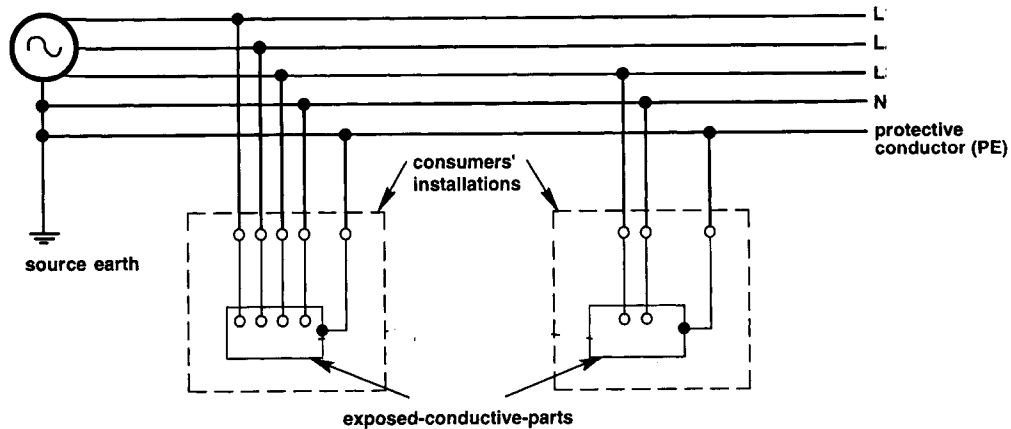 L
L
L
N
protective
conductor (PE)
consumers'
installations
source earth
exposed-conductive-parts